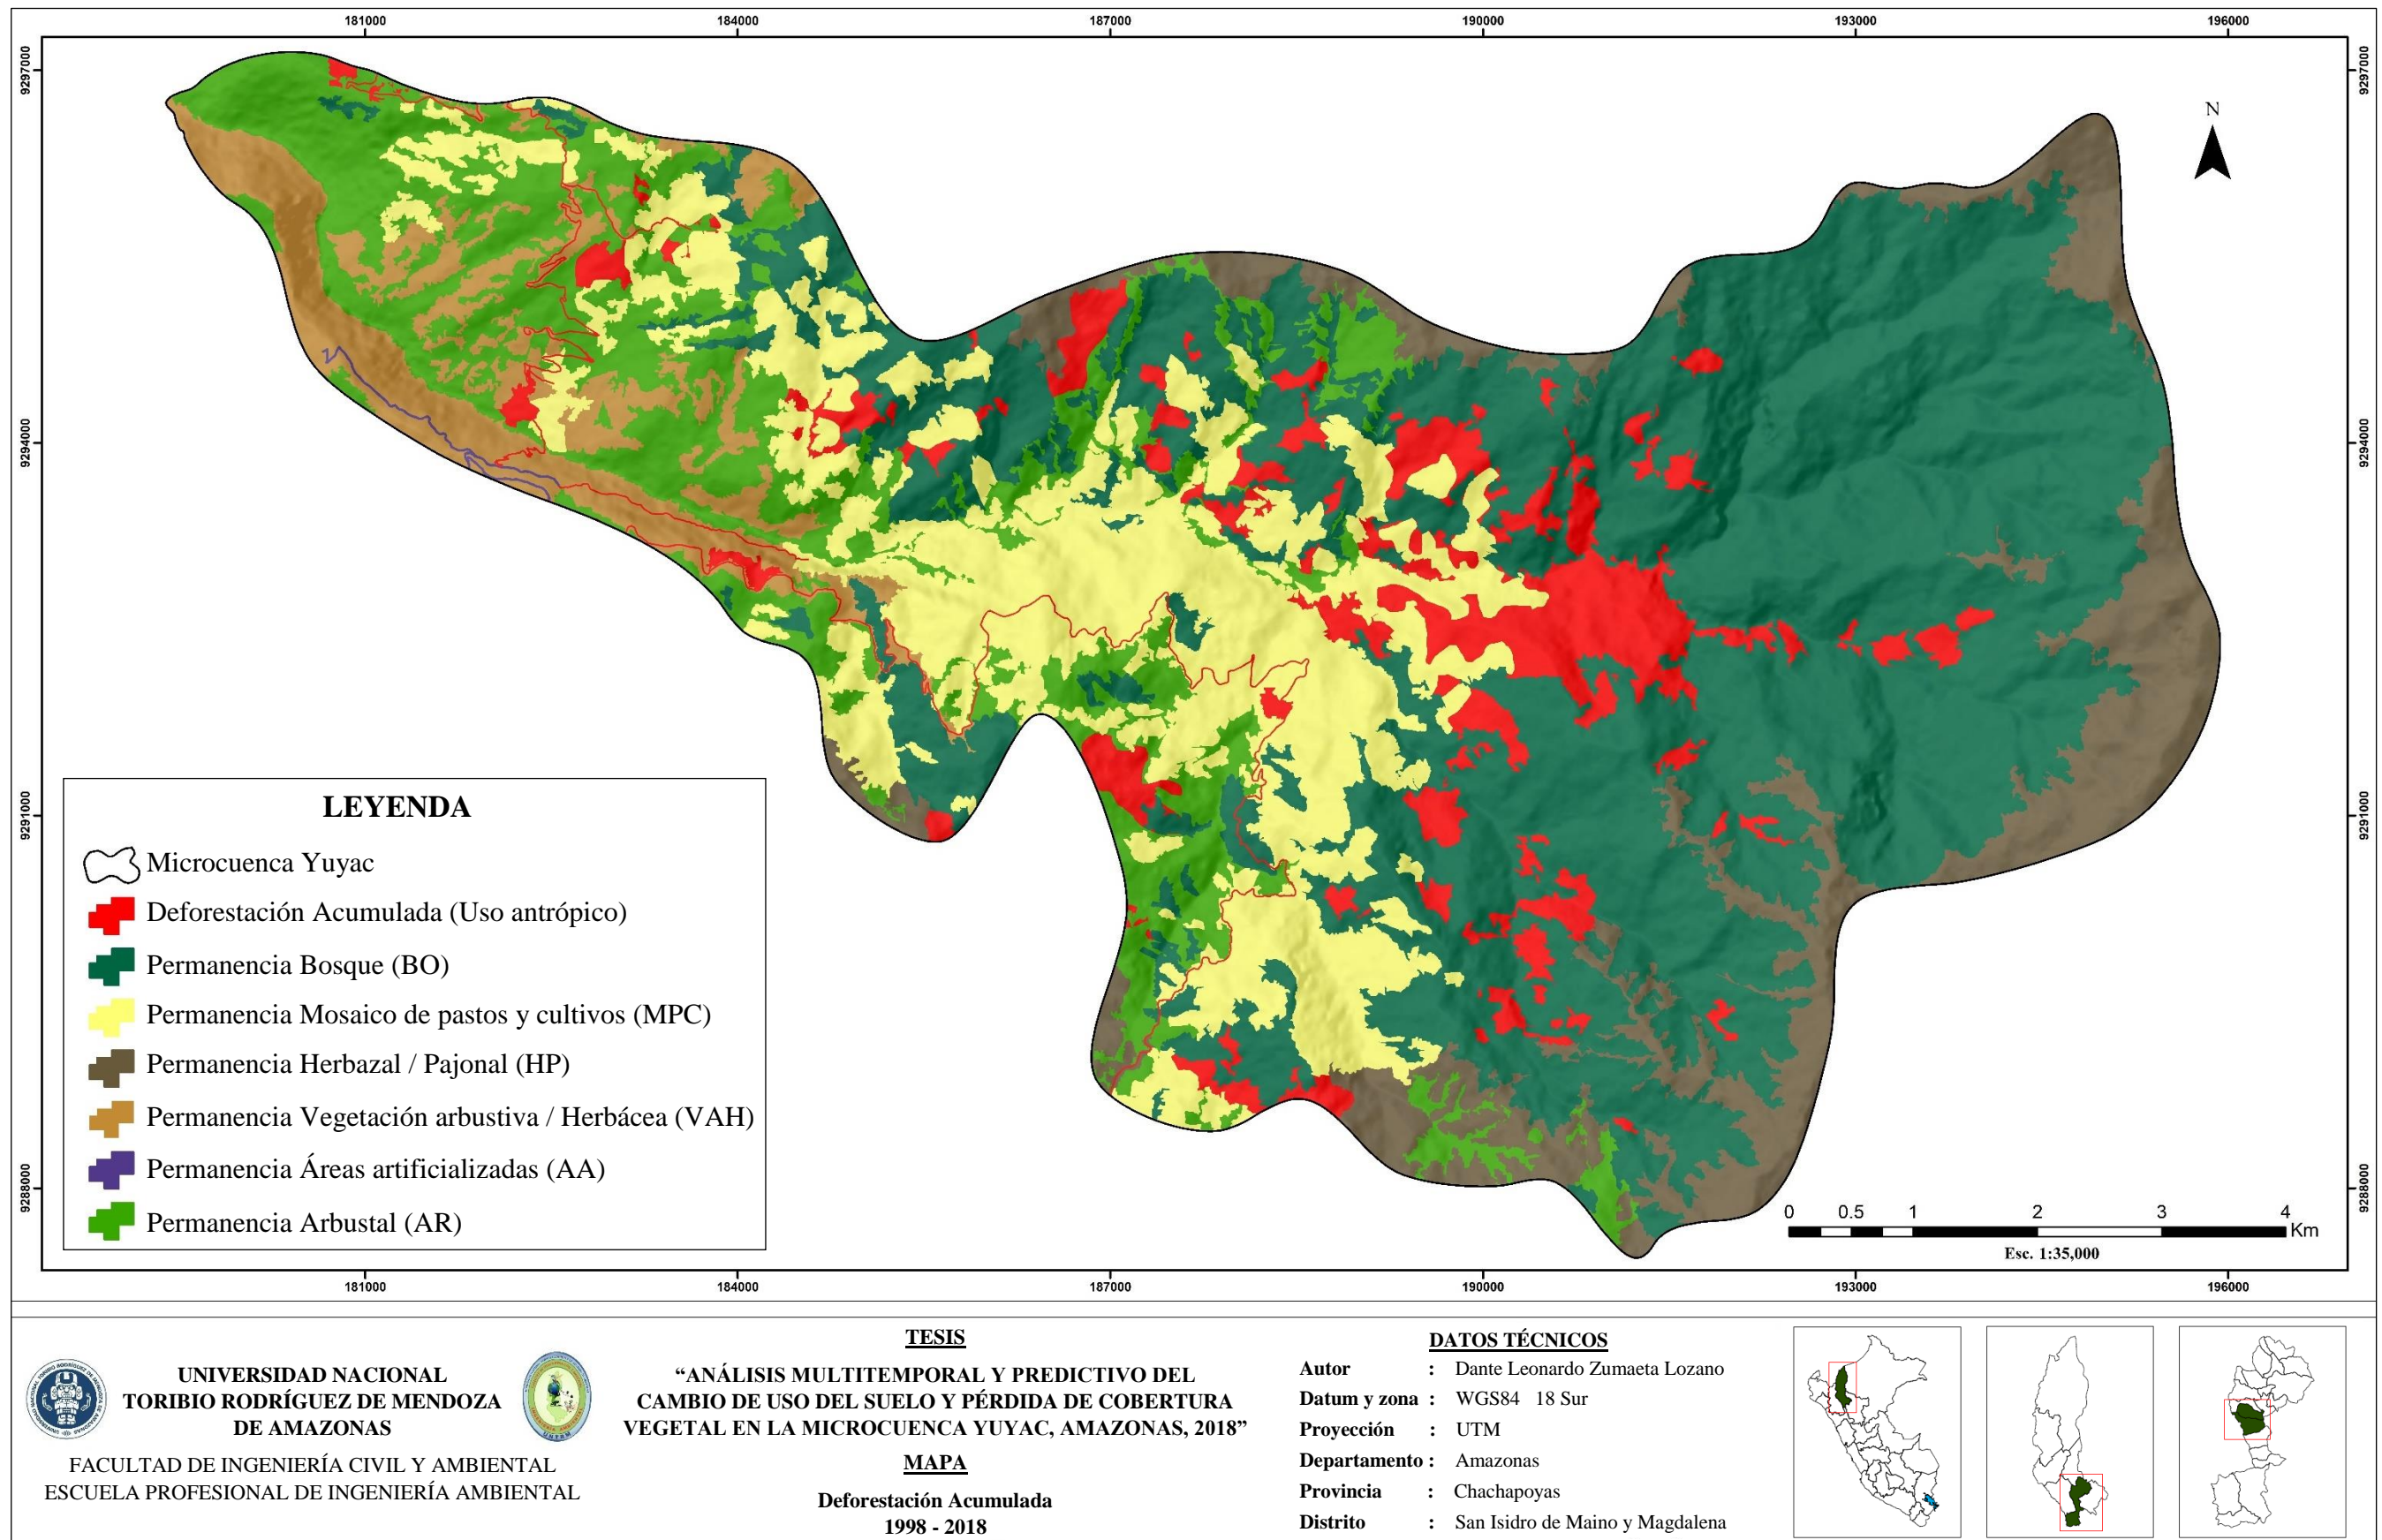 181000 184000 187000 190000 193000 196000
9297000 9297000
N
9294000 9294000
9291000 9291000
9288000 9288000
LEYENDA
Microcuenca Yuyac
Deforestación Acumulada (Uso antrópico)
Permanencia Bosque (BO)
Permanencia Mosaico de pastos y cultivos (MPC)
Permanencia Herbazal / Pajonal (HP)
Permanencia Vegetación arbustiva / Herbácea (VAH)
Permanencia Áreas artificializadas (AA)
Permanencia Arbustal (AR)
0 0.5 1 2 3 4
Km
Esc. 1:35,000
181000 184000 187000 190000 193000 196000
UNIVERSIDAD NACIONAL
TORIBIO RODRÍGUEZ DE MENDOZA
DE AMAZONAS
FACULTAD DE INGENIERÍA CIVIL Y AMBIENTAL
ESCUELA PROFESIONAL DE INGENIERÍA AMBIENTAL
TESIS
“ANÁLISIS MULTITEMPORAL Y PREDICTIVO DEL
CAMBIO DE USO DEL SUELO Y PÉRDIDA DE COBERTURA
VEGETAL EN LA MICROCUENCA YUYAC, AMAZONAS, 2018”
MAPA
Deforestación Acumulada
1998 - 2018
DATOS TÉCNICOS
Autor : Dante Leonardo Zumaeta Lozano
Datum y zona : WGS84 18 Sur
Proyección : UTM
Departamento : Amazonas
Provincia : Chachapoyas
Distrito : San Isidro de Maino y Magdalena